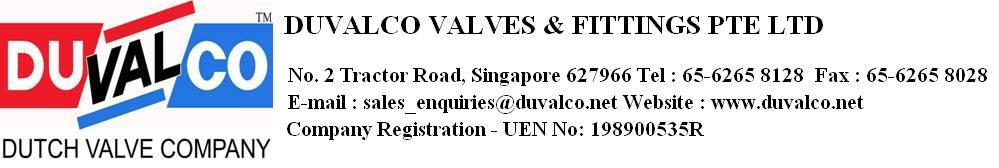 DUVALCO TM
DUTCH VALVE COMPANY
DUVALCO VALVES & FITTINGS PTE LTD
No. 2 Tractor Road, Singapore 627966 Tel : 65-6265 8128 Fax : 65-6265 8028
E-mail : sales_enquiries@duvalco.net Website : www.duvalco.net
Company Registration - UEN No: 198900535R